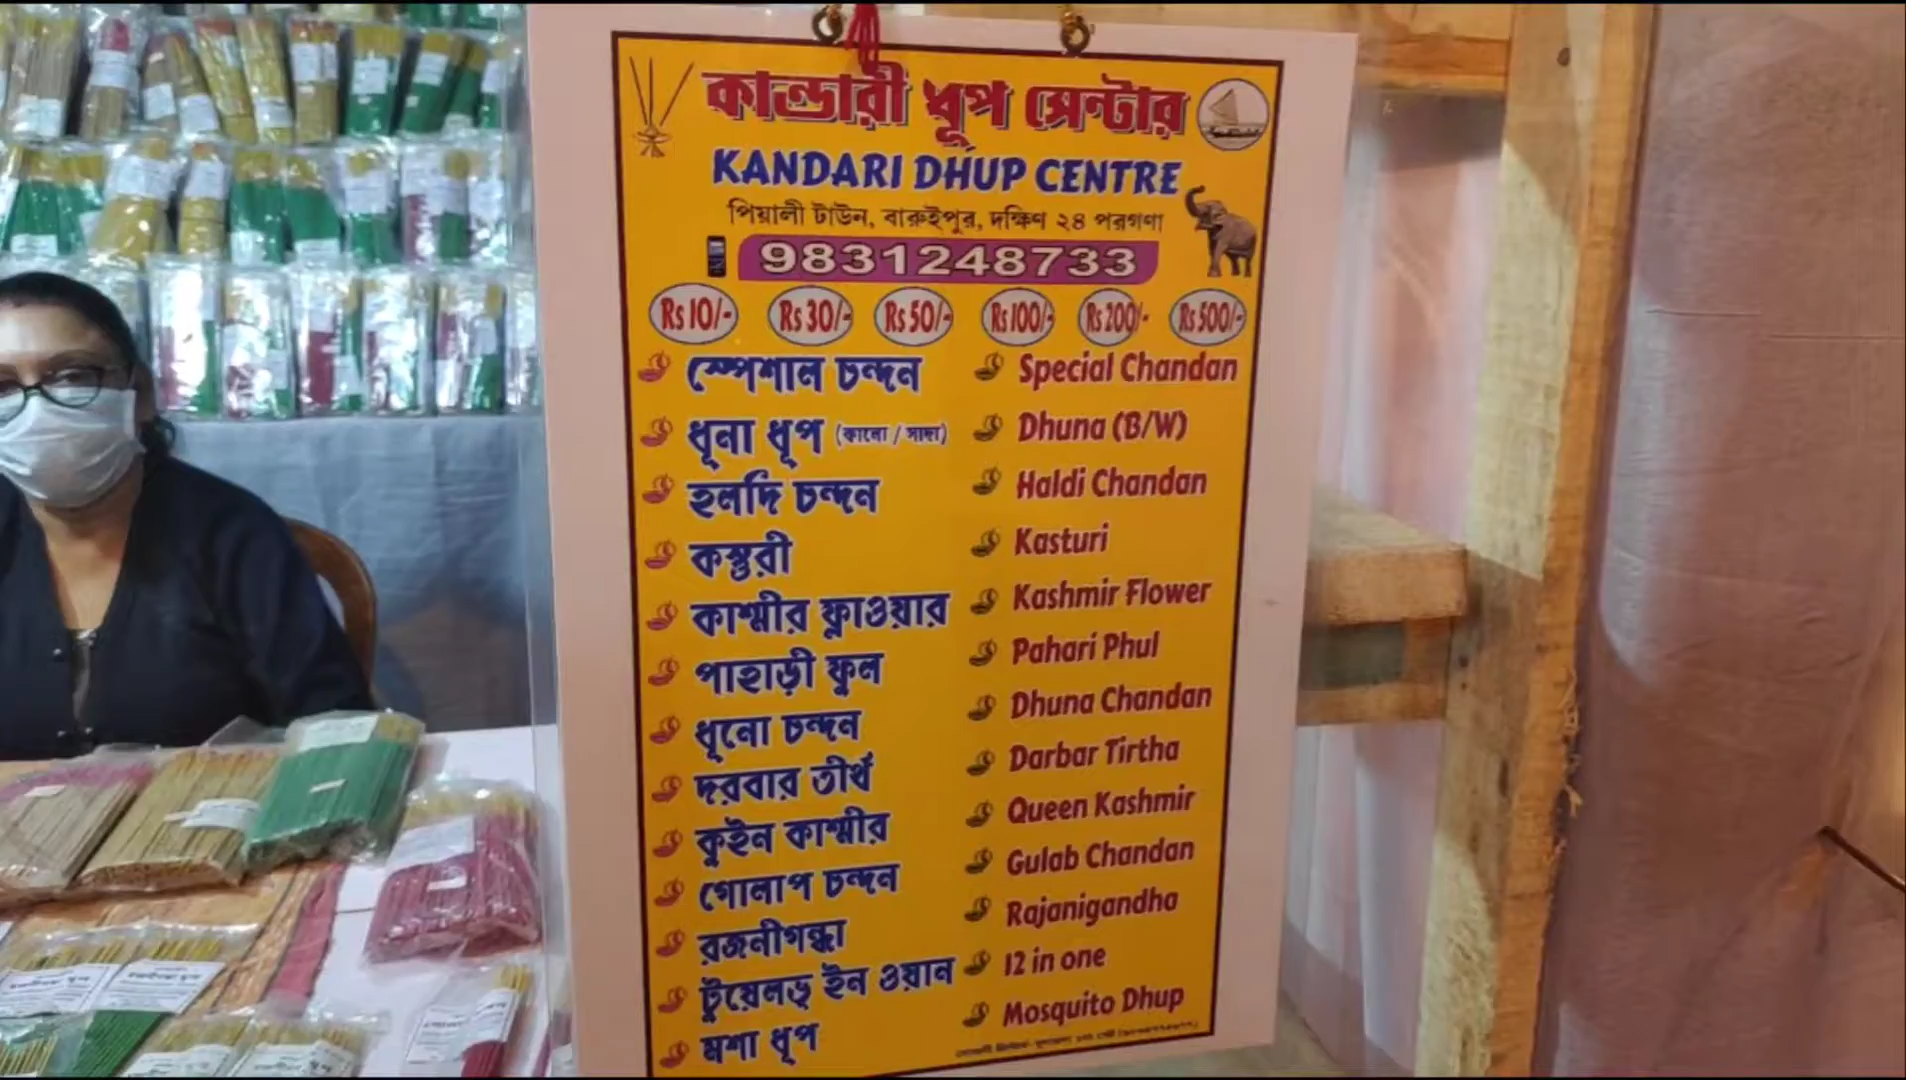 কান্ডারী ধূপ সেন্টার
KANDARI DHUP CENTRE
পিয়ালী টাউন, বারুইপুর, দক্ষিণ ২৪ পরগণা
9831248733
Rs 10/- Rs 30/- Rs 50/- Rs 100/- Rs 200/- Rs 500/-
স্পেশাল চন্দন Special Chandan
ধূনা ধূপ (কালো / সাদা) Dhuna (B/W)
হলদি চন্দন Haldi Chandan
কস্তুরী Kasturi
কাশ্মীর ফ্লাওয়ার Kashmir Flower
পাহাড়ী ফুল Pahari Phul
ধূনো চন্দন Dhuna Chandan
দরবার তীর্থ Darbar Tirtha
কুইন কাশ্মীর Queen Kashmir
গোলাপ চন্দন Gulab Chandan
রজনীগন্ধা Rajanigandha
টুয়েলভ্ ইন ওয়ান 12 in one
মশা ধূপ Mosquito Dhup